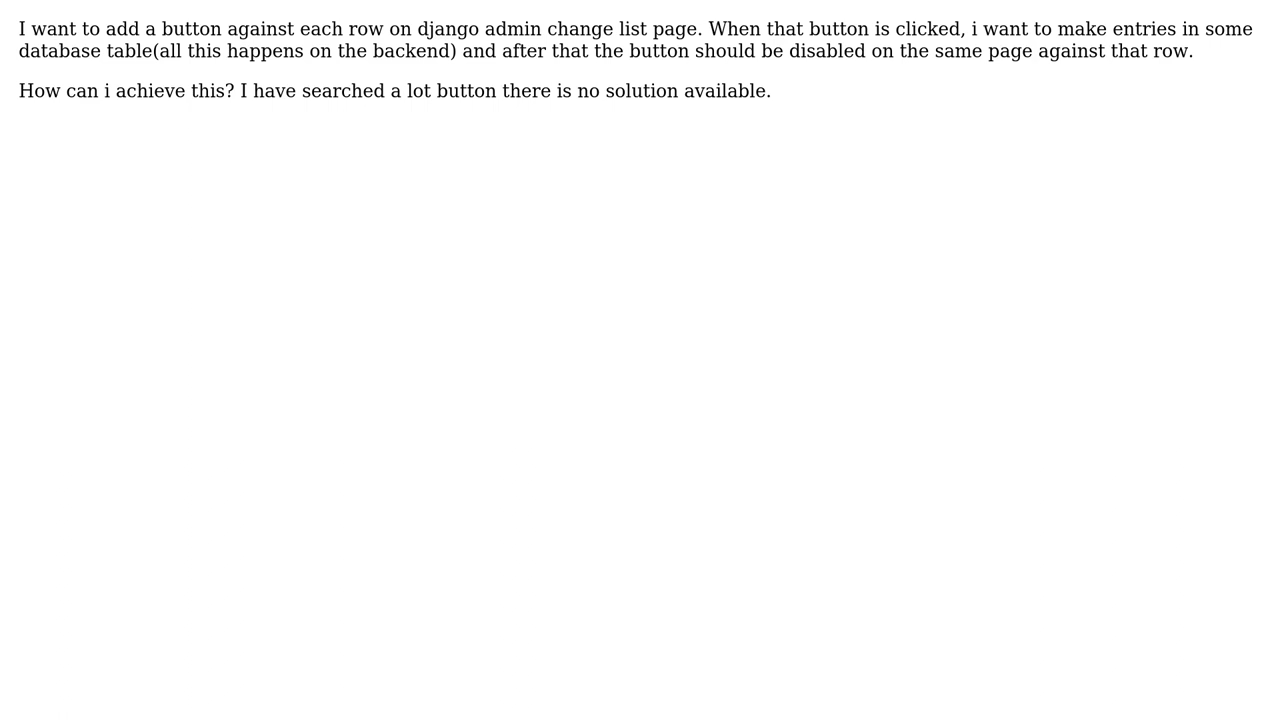 I want to add a button against each row on django admin change list page. When that button is clicked, i want to make entries in some
database table(all this happens on the backend) and after that the button should be disabled on the same page against that row.
How can i achieve this? I have searched a lot button there is no solution available.